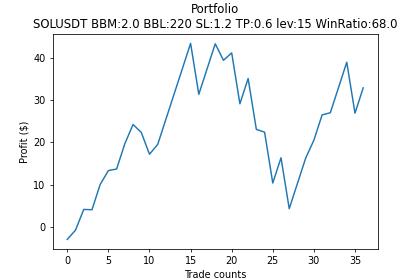 Portfolio
SOLUSDT BBM:2.0 BBL:220 SL:1.2 TP:0.6 lev:15 WinRatio:68.0
Profit ($)
40
30
20
10
0
0 5 10 15 20 25 30 35
Trade counts